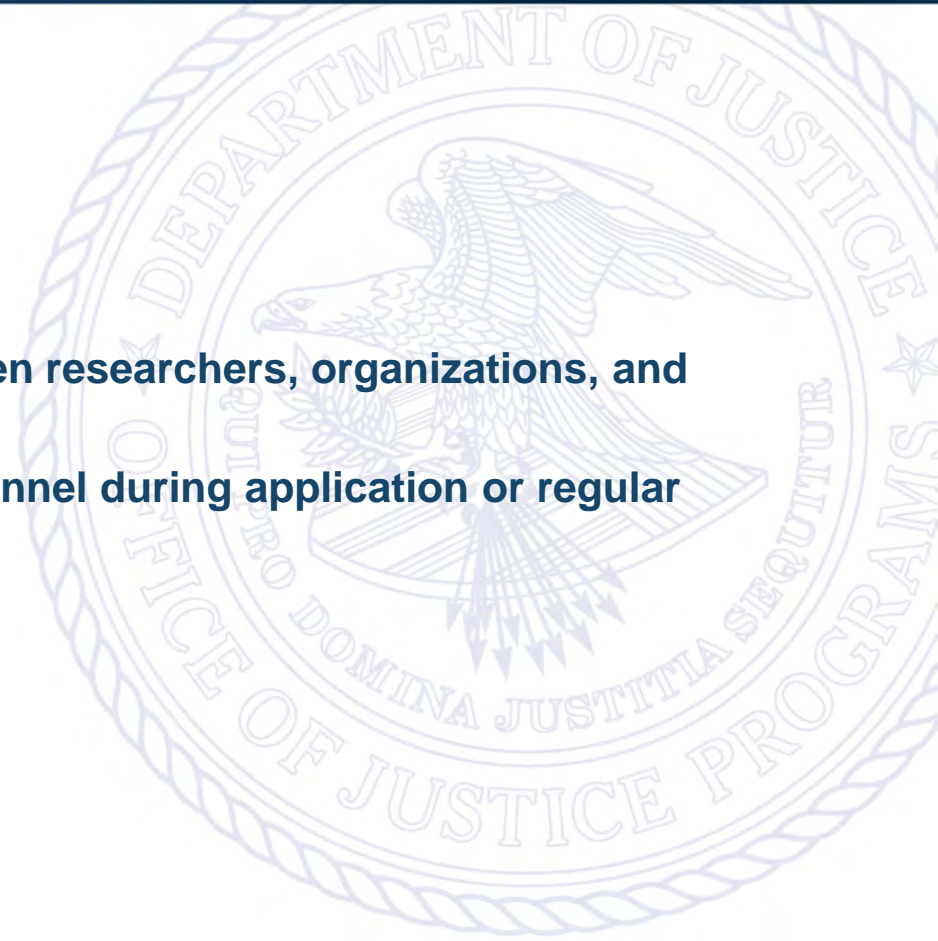 DEPARTMENT OF JUSTICE
en researchers, organizations, and
nnel during application or regular
QUI PRO DOMINA JUSTITIA SEQUITUR
OFFICE OF JUSTICE PROGRAMS